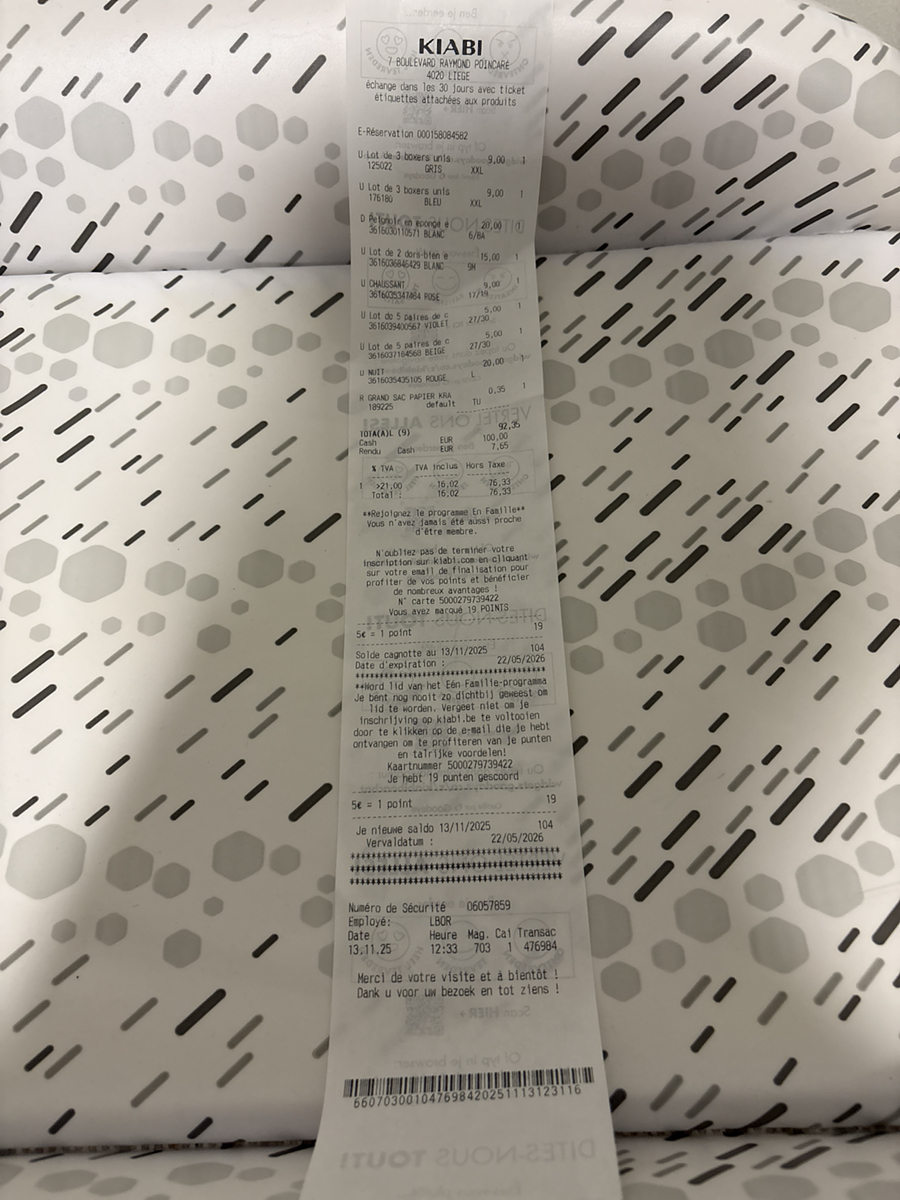 KIABI
7 BOULEVARD RAYMOND POINCARE
4020 LIEGE
échange dans les 30 jours avec ticket
étiquettes attachées aux produits
E-Réservation 000158084582
U Lot de 3 boxers unis 9,00 1
125022 GRIS XXL
U Lot de 3 boxers unis 9,00 1
176180 BLEU XXL
D Peignoir en éponge e 20,00 1
3616030110571 BLANC 6/8A
U Lot de 2 dors-bien e 15,00 1
3616036846429 BLANC 9M
U CHAUSSANT 9,00 1
3616035347464 ROSE 17/19
U Lot de 5 paires de c 5,00 1
3616039400567 VIOLET 27/30
U Lot de 5 paires de c 5,00 1
3616037184568 BEIGE 27/30
U NUIT 20,00 1
3616035435105 ROUGE L
R GRAND SAC PAPIER KRA 0,35 1
189225 default TU
TOTA(A)L (9) 92,35
Cash EUR 100,00
Rendu Cash EUR 7,65
% TVA TVA Inclus Hors Taxe
1 >21,00 16,02 76,33
Total : 16,02 76,33
**Rejoignez le programme En Famille**
Vous n'avez jamais été aussi proche
d'être membre.
N'oubliez pas de terminer votre
inscription sur kiabi.com en cliquant
sur votre email de finalisation pour
profiter de vos points et bénéficier
de nombreux avantages !
N° carte 5000279739422
Vous avez marqué 19 POINTS
5€ = 1 point 19
Solde cagnotte au 13/11/2025 104
Date d'expiration : 22/05/2026
**Word lid van het Eén Familie-programma
Je bent nog nooit zo dichtbij geweest om
lid te worden. Vergeet niet om je
inschrijving op kiabi.be te voltooien
door te klikken op de e-mail die je hebt
ontvangen om te profiteren van je punten
en talrijke voordelen!
Kaartnummer 5000279739422
Je hebt 19 punten gescoord
5€ = 1 point 19
Je nieuwe saldo 13/11/2025 104
Vervaldatum : 22/05/2026
Numéro de Sécurité 06057859
Employé: LBOR
Date Heure Mag. Cai Transac
13.11.25 12:33 703 1 476984
Merci de votre visite et à bientôt !
Dank u voor uw bezoek en tot ziens !
660703001047698420251113123116